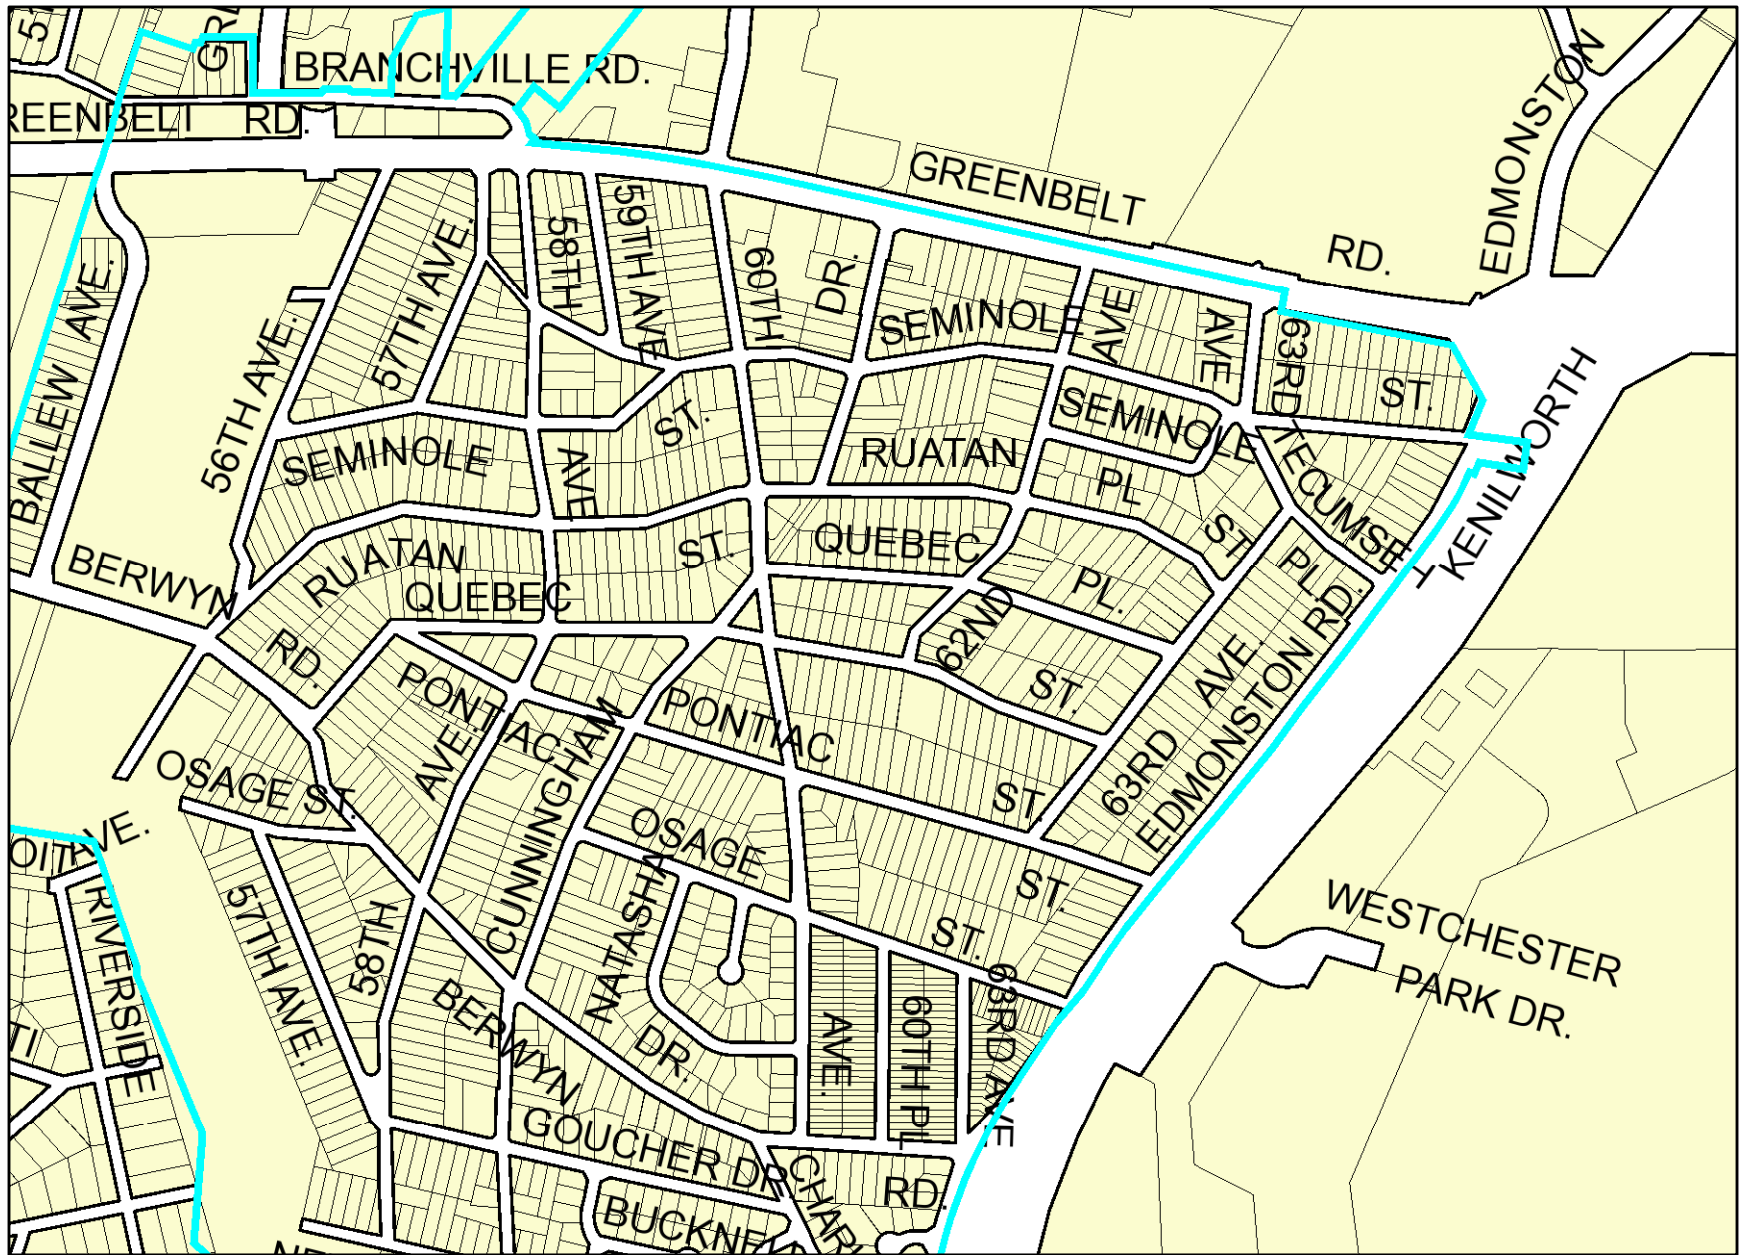 BRANCHVILLE RD.
REENBELT RD.
EDMONSTON
GREENBELT
RD.
57TH AVE.
58TH
59TH AVE
60TH
DR.
SEMINOLE
AVE
AVE
63RD
ST.
BALLEW AVE.
56TH AVE.
SEMINOLE
ST.
AVE
RUATAN
SEMINOLE
PL
ST.
TECUMSEH
KENILWORTH
BERWYN
RUATAN
ST.
QUEBEC
QUEBEC
PL.
PL.
RD.
62ND
ST.
PONTIAC
AVE.
PONTIAC
63RD AVE.
EDMONSTON RD.
OSAGE ST.
CUNNINGHAM
OSAGE
ST.
AVE.
OIT
RIVERSIDE
57TH AVE.
58TH
NATASHA
DR.
ST.
ST.
WESTCHESTER
PARK DR.
BERWYN
AVE.
60TH PL
63RD AVE
GOUCHER DR
RD.
TI